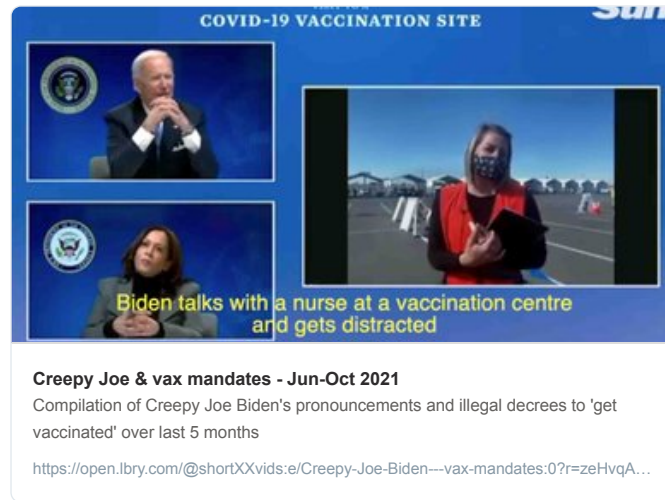 Sun
COVID-19 VACCINATION SITE
Biden talks with a nurse at a vaccination centre
and gets distracted
Creepy Joe & vax mandates - Jun-Oct 2021
Compilation of Creepy Joe Biden's pronouncements and illegal decrees to 'get
vaccinated' over last 5 months
https://open.lbry.com/@shortXXvids:e/Creepy-Joe-Biden---vax-mandates:0?r=zeHvqA…